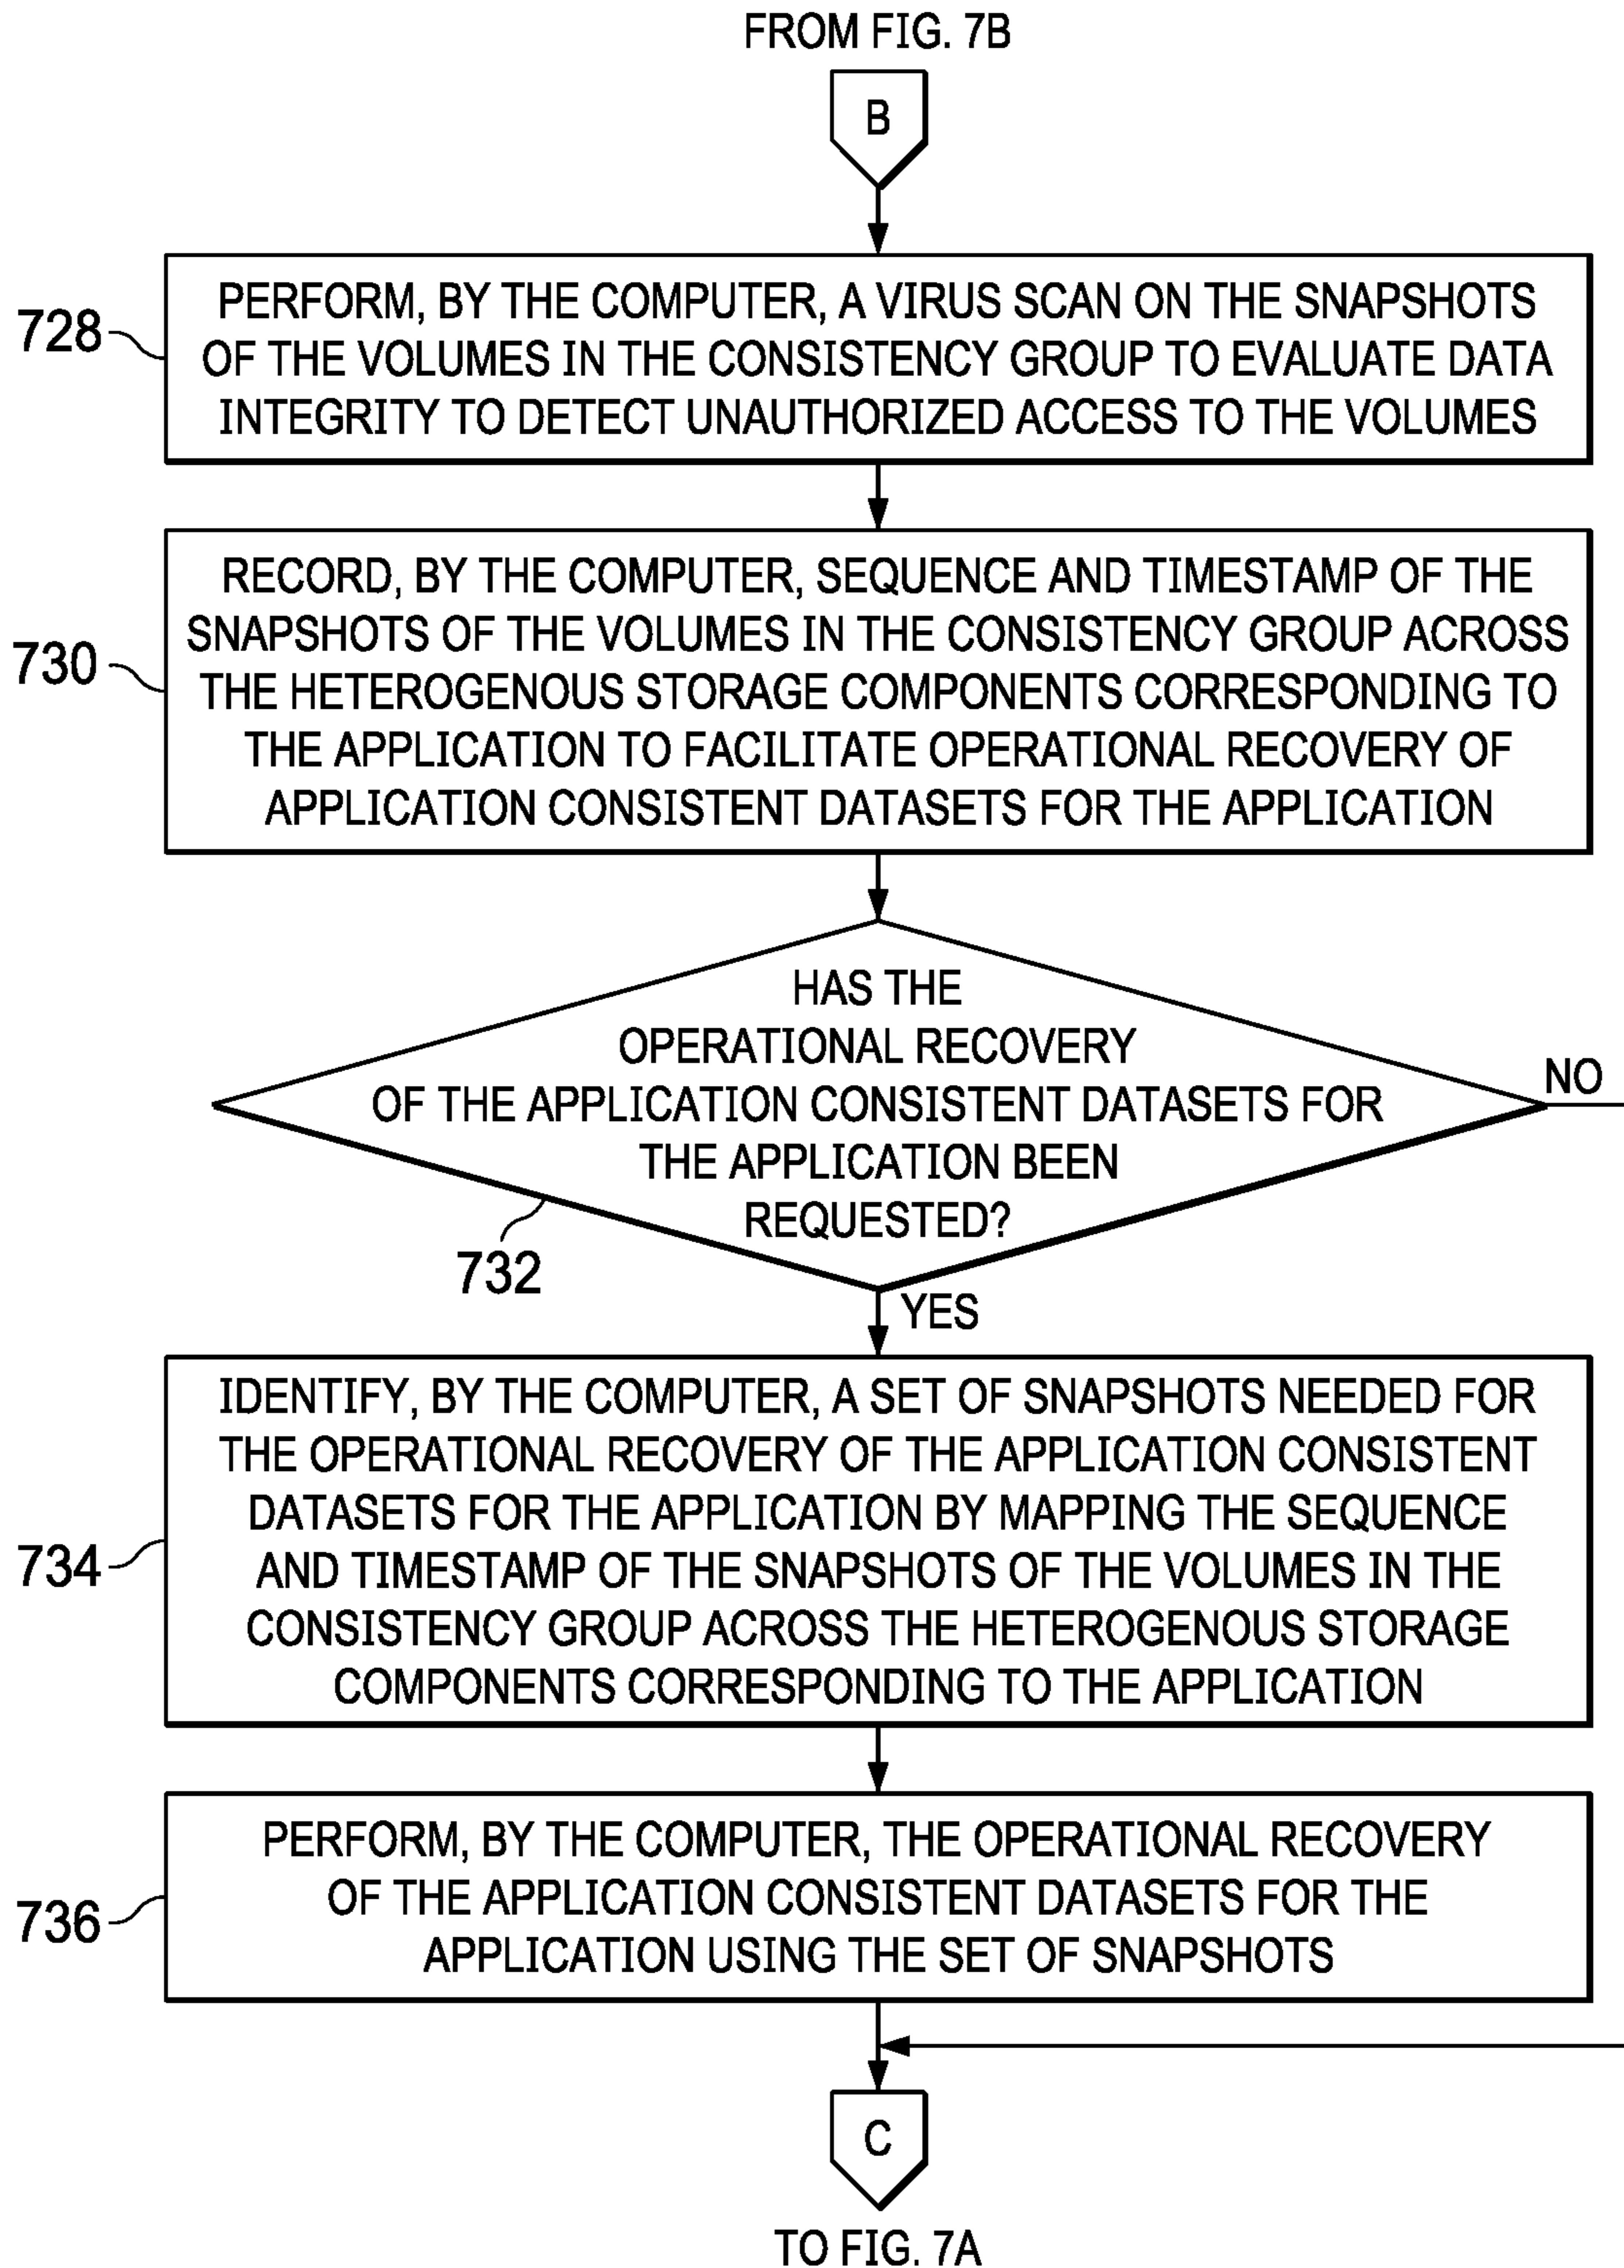 FROM FIG. 7B
B
728
PERFORM, BY THE COMPUTER, A VIRUS SCAN ON THE SNAPSHOTS
OF THE VOLUMES IN THE CONSISTENCY GROUP TO EVALUATE DATA
INTEGRITY TO DETECT UNAUTHORIZED ACCESS TO THE VOLUMES
730
RECORD, BY THE COMPUTER, SEQUENCE AND TIMESTAMP OF THE
SNAPSHOTS OF THE VOLUMES IN THE CONSISTENCY GROUP ACROSS
THE HETEROGENOUS STORAGE COMPONENTS CORRESPONDING TO
THE APPLICATION TO FACILITATE OPERATIONAL RECOVERY OF
APPLICATION CONSISTENT DATASETS FOR THE APPLICATION
HAS THE
OPERATIONAL RECOVERY
OF THE APPLICATION CONSISTENT DATASETS FOR
THE APPLICATION BEEN
REQUESTED?
NO
732
YES
734
IDENTIFY, BY THE COMPUTER, A SET OF SNAPSHOTS NEEDED FOR
THE OPERATIONAL RECOVERY OF THE APPLICATION CONSISTENT
DATASETS FOR THE APPLICATION BY MAPPING THE SEQUENCE
AND TIMESTAMP OF THE SNAPSHOTS OF THE VOLUMES IN THE
CONSISTENCY GROUP ACROSS THE HETEROGENOUS STORAGE
COMPONENTS CORRESPONDING TO THE APPLICATION
736
PERFORM, BY THE COMPUTER, THE OPERATIONAL RECOVERY
OF THE APPLICATION CONSISTENT DATASETS FOR THE
APPLICATION USING THE SET OF SNAPSHOTS
C
TO FIG. 7A